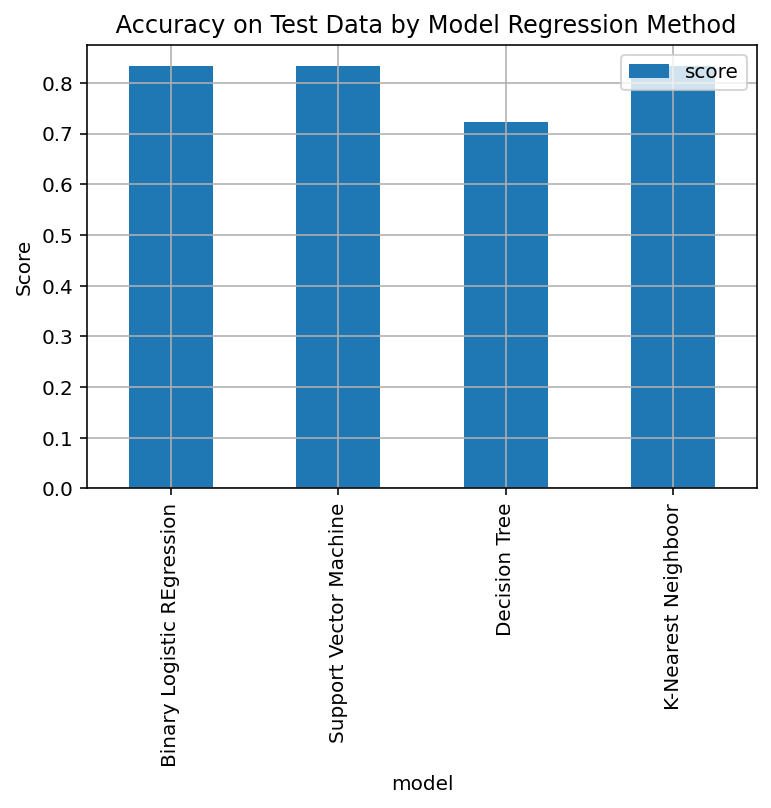 Accuracy on Test Data by Model Regression Method
score
Score
0.8
0.7
0.6
0.5
0.4
0.3
0.2
0.1
0.0
Binary Logistic REgression
Support Vector Machine
Decision Tree
K-Nearest Neighboor
model